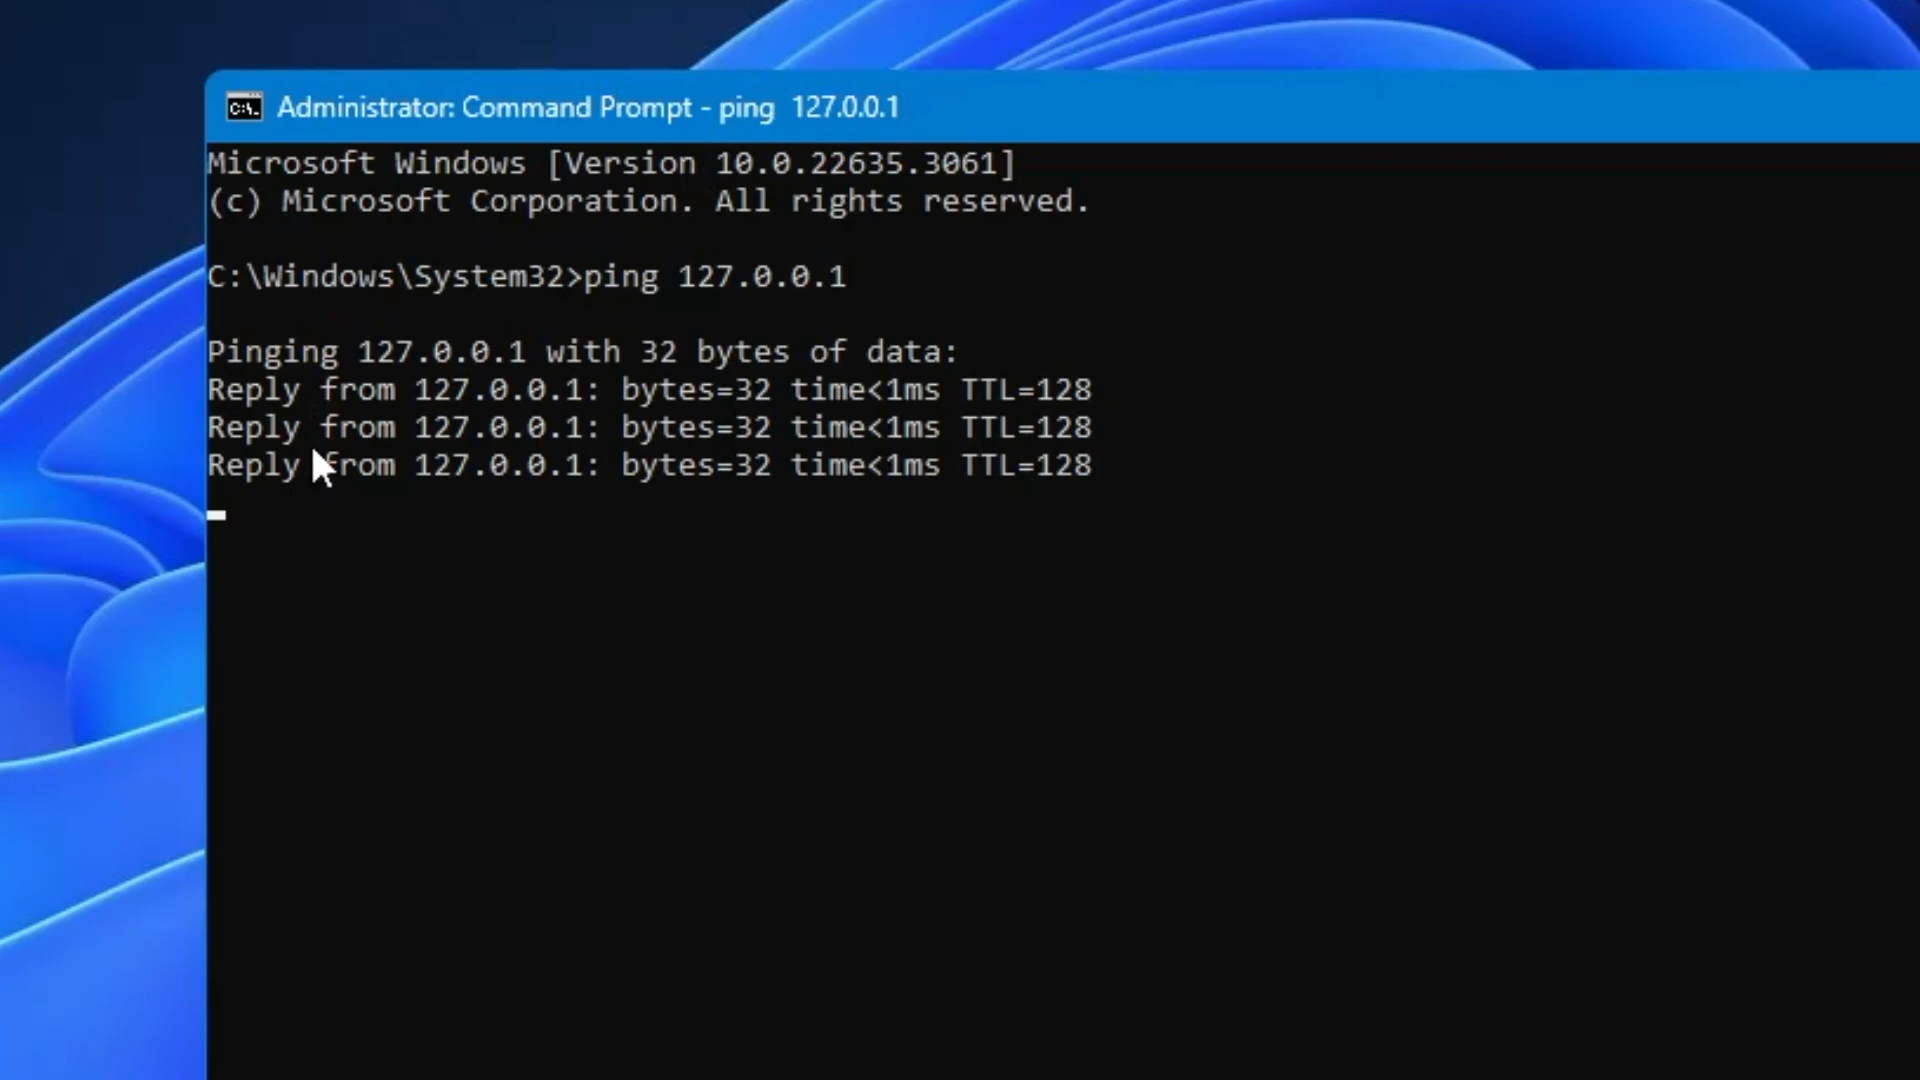 Administrator: Command Prompt - ping 127.0.0.1
Microsoft Windows [Version 10.0.22635.3061]
(c) Microsoft Corporation. All rights reserved.
C:\Windows\System32>ping 127.0.0.1
Pinging 127.0.0.1 with 32 bytes of data:
Reply from 127.0.0.1: bytes=32 time<1ms TTL=128
Reply from 127.0.0.1: bytes=32 time<1ms TTL=128
Reply from 127.0.0.1: bytes=32 time<1ms TTL=128